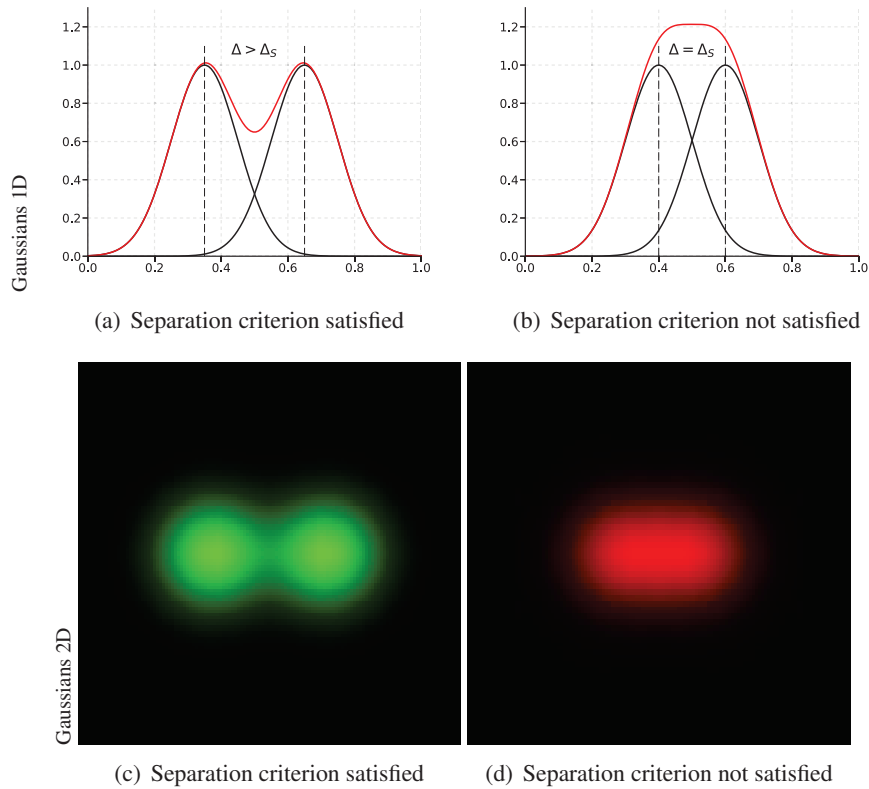 1.2
1.0
0.8
0.6
0.4
0.2
0.0
0.0 0.2 0.4 0.6 0.8 1.0
Δ > Δ_S
Gaussians 1D
(a) Separation criterion satisfied
1.2
1.0
0.8
0.6
0.4
0.2
0.0
0.0 0.2 0.4 0.6 0.8 1.0
Δ = Δ_S
(b) Separation criterion not satisfied
Gaussians 2D
(c) Separation criterion satisfied
(d) Separation criterion not satisfied